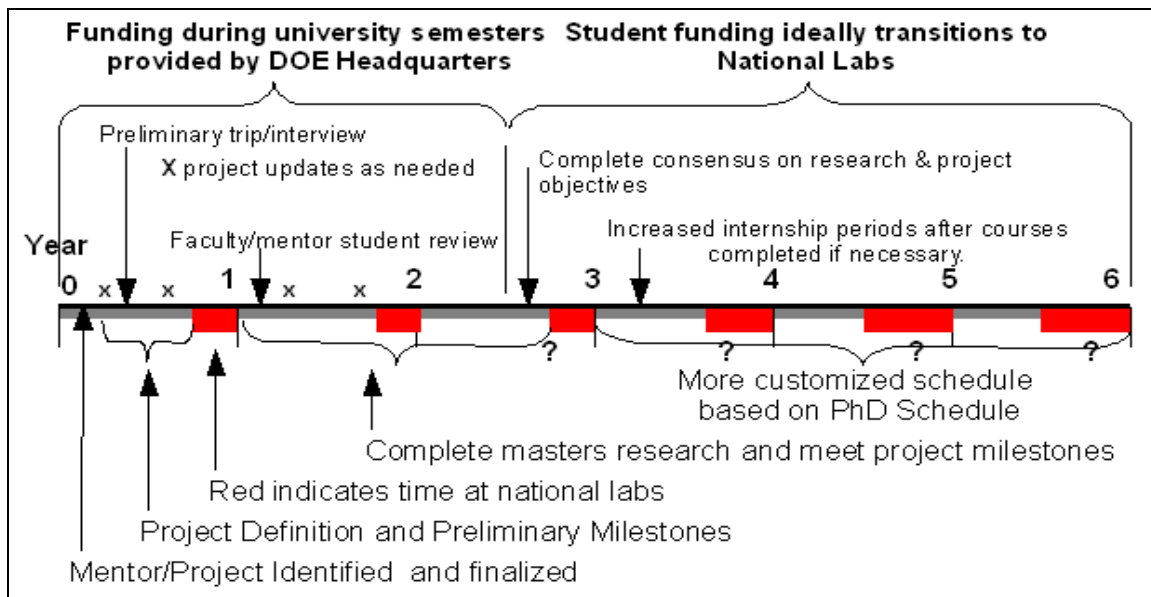 Funding during university semesters
provided by DOE Headquarters
Student funding ideally transitions to
National Labs
Preliminary trip/interview
X project updates as needed
Complete consensus on research & project
objectives
Faculty/mentor student review
Increased internship periods after courses
completed if necessary.
Year
0 1 2 3 4 5 6
x x x x
? ? ? ?
More customized schedule
based on PhD Schedule
Complete masters research and meet project milestones
Red indicates time at national labs
Project Definition and Preliminary Milestones
Mentor/Project Identified and finalized